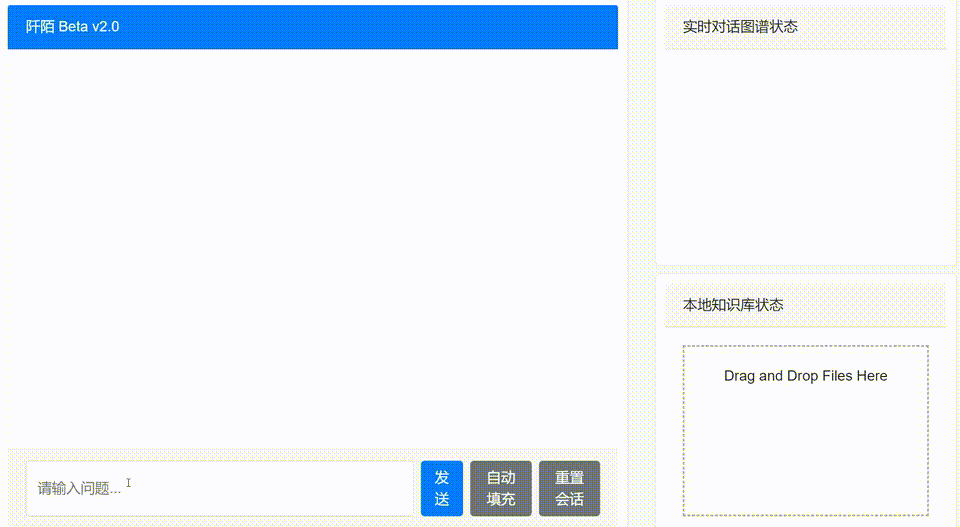 阡陌 Beta v2.0
请输入问题...
发
送
自动
填充
重置
会话
实时对话图谱状态
本地知识库状态
Drag and Drop Files Here